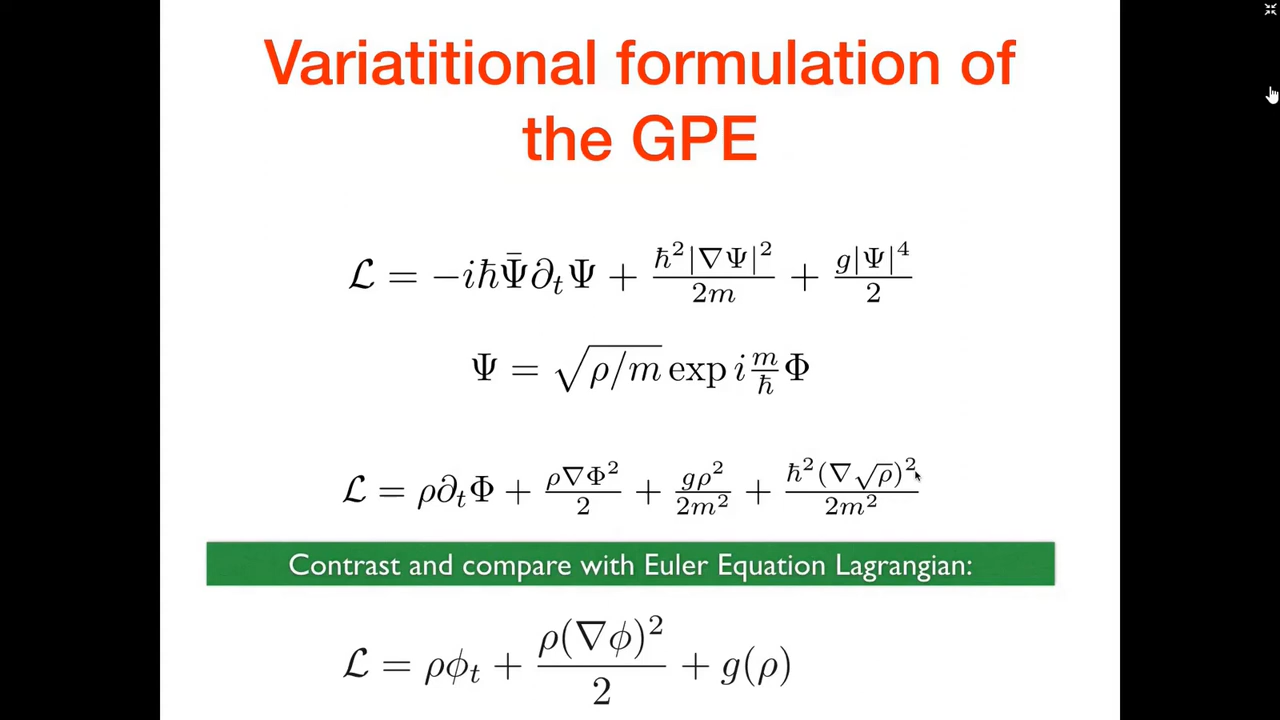 Variatitional formulation of
the GPE
ℒ = −iħΨ̄∂ₜΨ + ħ²|∇Ψ|²/2m + g|Ψ|⁴/2
Ψ = √(ρ/m) exp i m/ħ Φ
ℒ = ρ∂ₜΦ + ρ∇Φ²/2 + gρ²/2m² + ħ²(∇√ρ)²/2m²
Contrast and compare with Euler Equation Lagrangian:
ℒ = ρϕₜ + ρ(∇ϕ)²/2 + g(ρ)